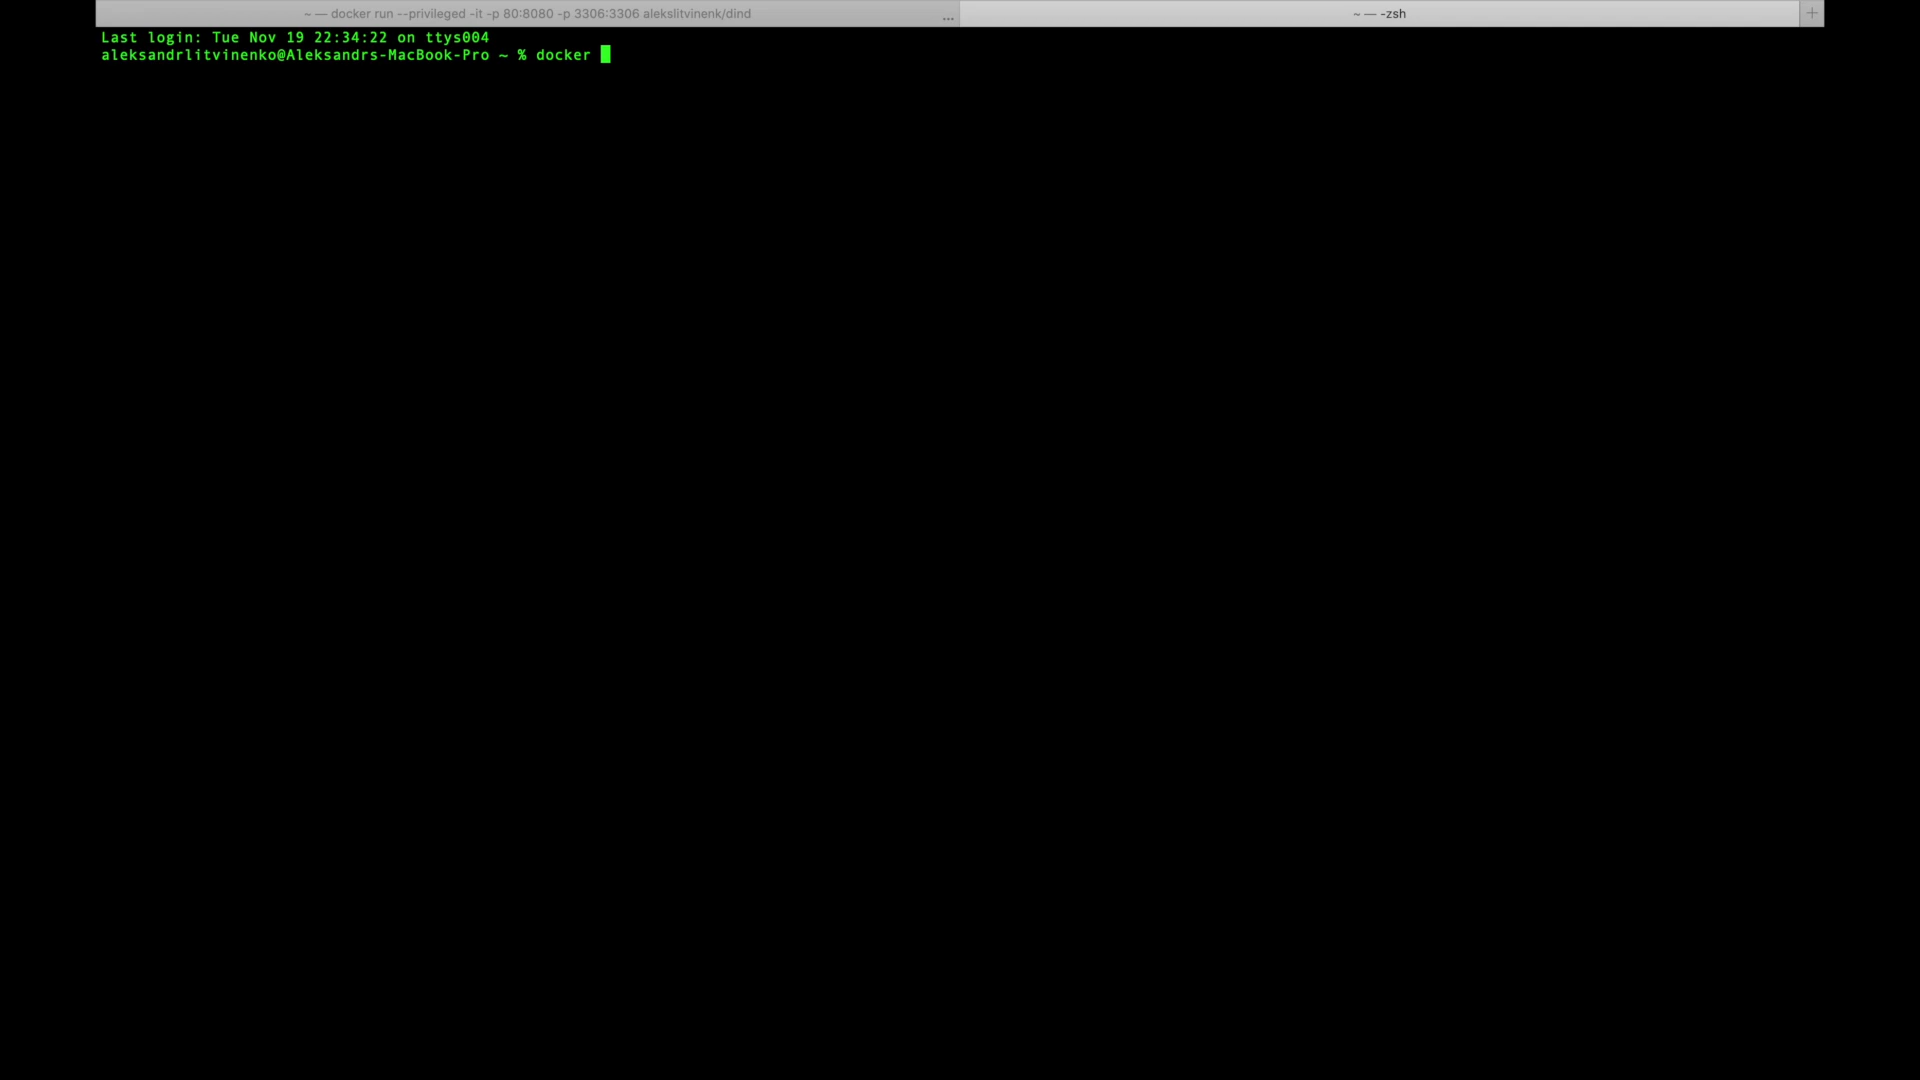 ~ — docker run --privileged -it -p 80:8080 -p 3306:3306 alekslitvinenk/dind ...
~ — -zsh +
Last login: Tue Nov 19 22:34:22 on ttys004
aleksandrlitvinenko@Aleksandrs-MacBook-Pro ~ % docker